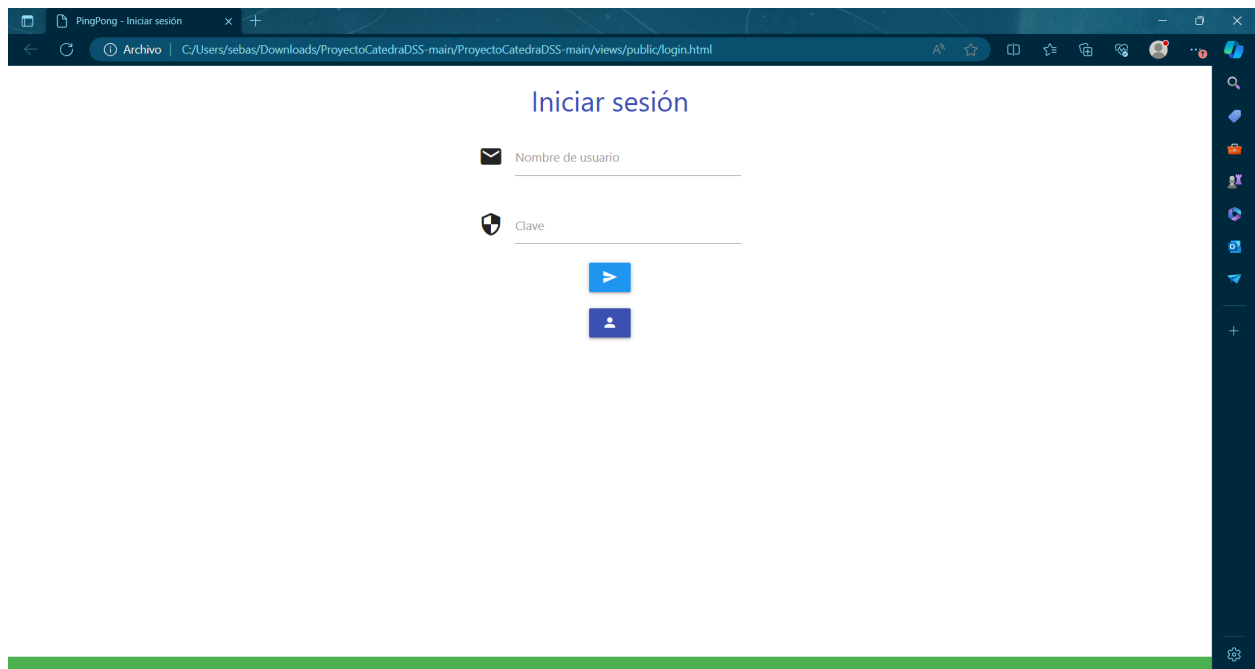 PingPong - Iniciar sesión
Archivo | C:/Users/sebas/Downloads/ProyectoCatedraDSS-main/ProyectoCatedraDSS-main/views/public/login.html
Iniciar sesión
Nombre de usuario
Clave